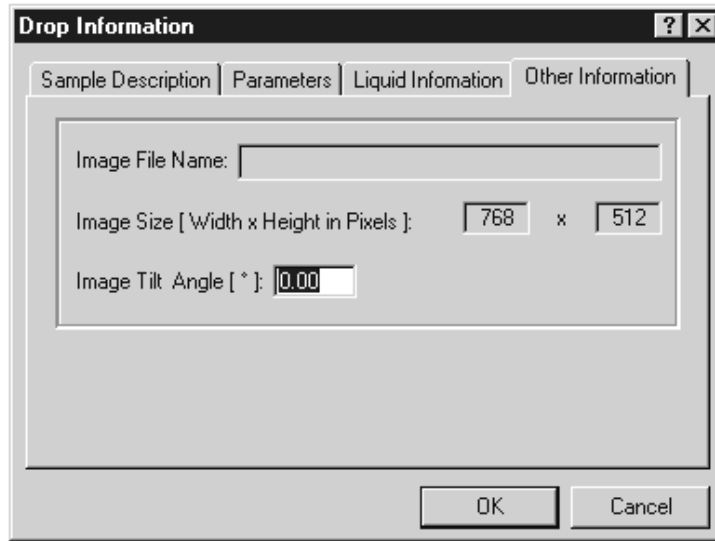 Drop Information ? ×
Sample Description Parameters Liquid Infomation Other Information
Image File Name:
Image Size [ Width x Height in Pixels ]: 768 x 512
Image Tilt Angle [ ° ]: 0.00
OK Cancel